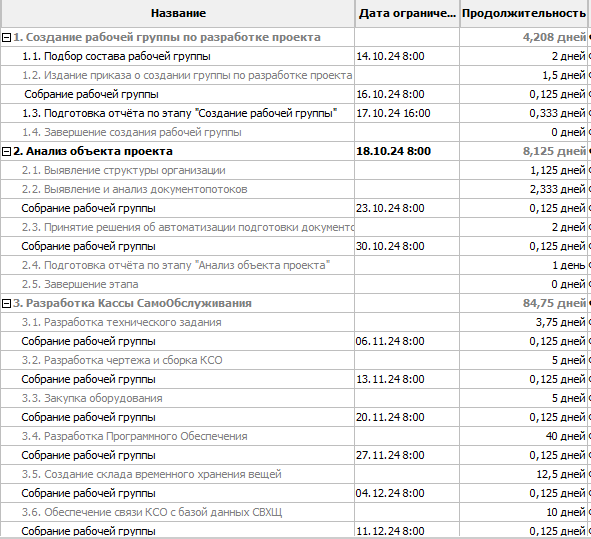 Название Дата ограниче... Продолжительность
1. Создание рабочей группы по разработке проекта 4,208 дней
1.1. Подбор состава рабочей группы 14.10.24 8:00 2 дней
1.2. Издание приказа о создании группы по разработке проекта 1,5 дней
Собрание рабочей группы 16.10.24 8:00 0,125 дней
1.3. Подготовка отчёта по этапу "Создание рабочей группы" 17.10.24 16:00 0,333 дней
1.4. Завершение создания рабочей группы 0 дней
2. Анализ объекта проекта 18.10.24 8:00 8,125 дней
2.1. Выявление структуры организации 1,125 дней
2.2. Выявление и анализ документопотоков 2,333 дней
Собрание рабочей группы 23.10.24 8:00 0,125 дней
2.3. Принятие решения об автоматизации подготовки документо 2 дней
Собрание рабочей группы 30.10.24 8:00 0,125 дней
2.4. Подготовка отчёта по этапу "Анализ объекта проекта" 1 день
2.5. Завершение этапа 0 дней
3. Разработка Кассы СамоОбслуживания 84,75 дней
3.1. Разработка технического задания 3,75 дней
Собрание рабочей группы 06.11.24 8:00 0,125 дней
3.2. Разработка чертежа и сборка КСО 5 дней
Собрание рабочей группы 13.11.24 8:00 0,125 дней
3.3. Закупка оборудования 5 дней
Собрание рабочей группы 20.11.24 8:00 0,125 дней
3.4. Разработка Программного Обеспечения 40 дней
Собрание рабочей группы 27.11.24 8:00 0,125 дней
3.5. Создание склада временного хранения вещей 12,5 дней
Собрание рабочей группы 04.12.24 8:00 0,125 дней
3.6. Обеспечение связи КСО с базой данных СВХЩ 10 дней
Собрание рабочей группы 11.12.24 8:00 0,125 дней